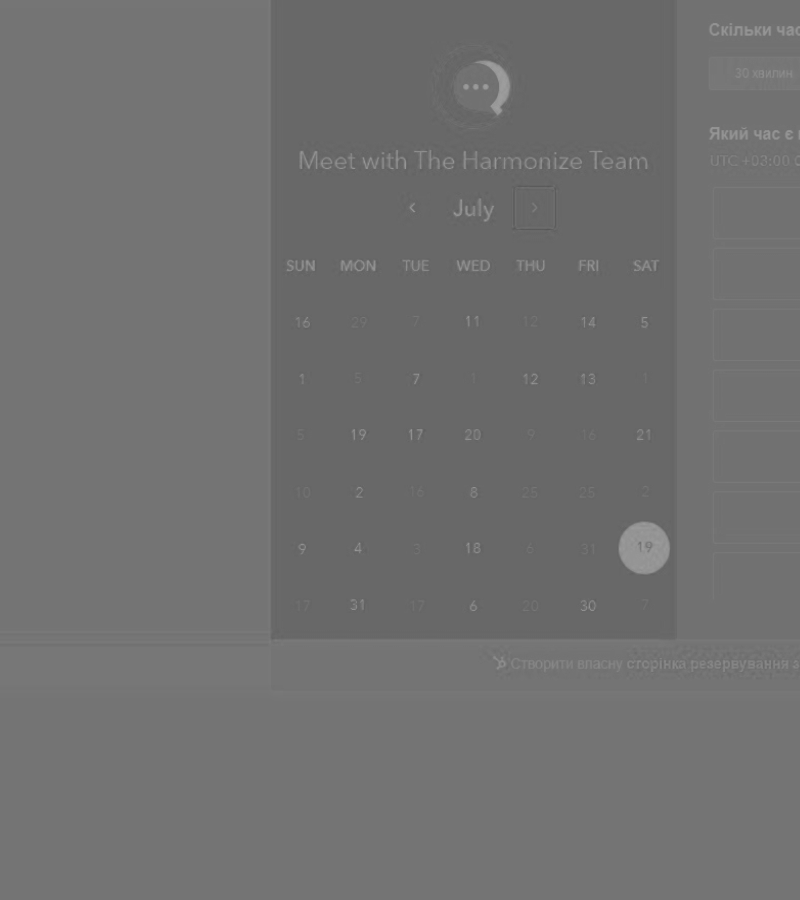 Скільки час
30 хвилин
Meet with The Harmonize Team
Який час є
UTC +03:00
July
SUN MON TUE WED THU FRI SAT
16 29 7 11 12 14 5
1 5 7 1 12 13 1
5 19 17 20 9 16 21
10 2 16 8 25 25 2
9 4 3 18 6 31 19
17 31 17 6 20 30 7
Створити власну сторінка резервування з